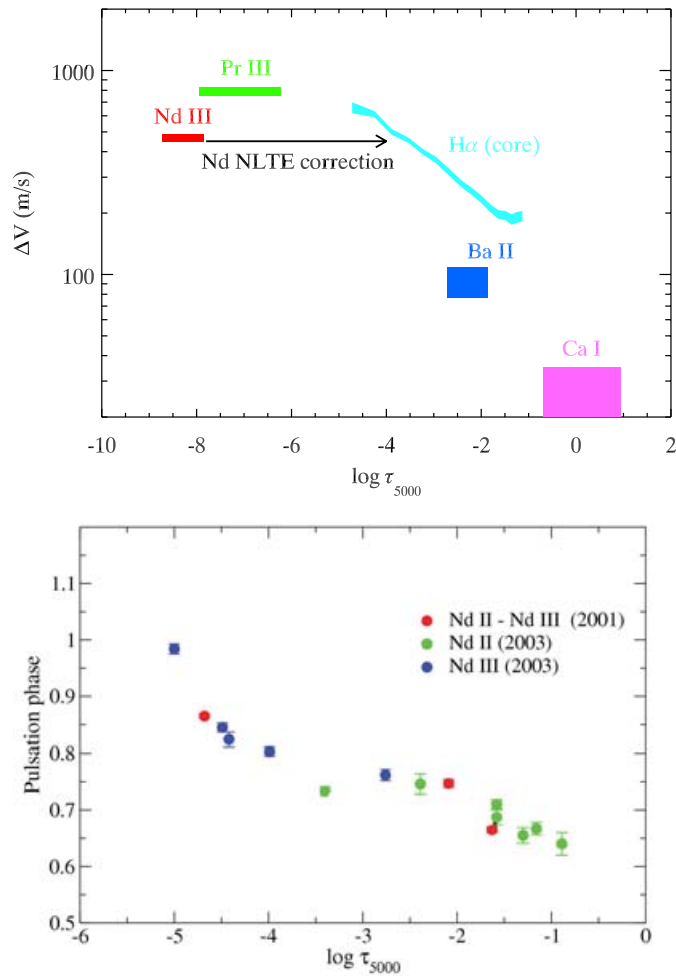 1000
100
ΔV (m/s)
Pr III
Nd III
Nd NLTE correction
Hα (core)
Ba II
Ca I
-10 -8 -6 -4 -2 0 2
log τ5000
1.1
1
0.9
0.8
0.7
0.6
0.5
Pulsation phase
Nd II - Nd III (2001)
Nd II (2003)
Nd III (2003)
-6 -5 -4 -3 -2 -1 0
log τ5000